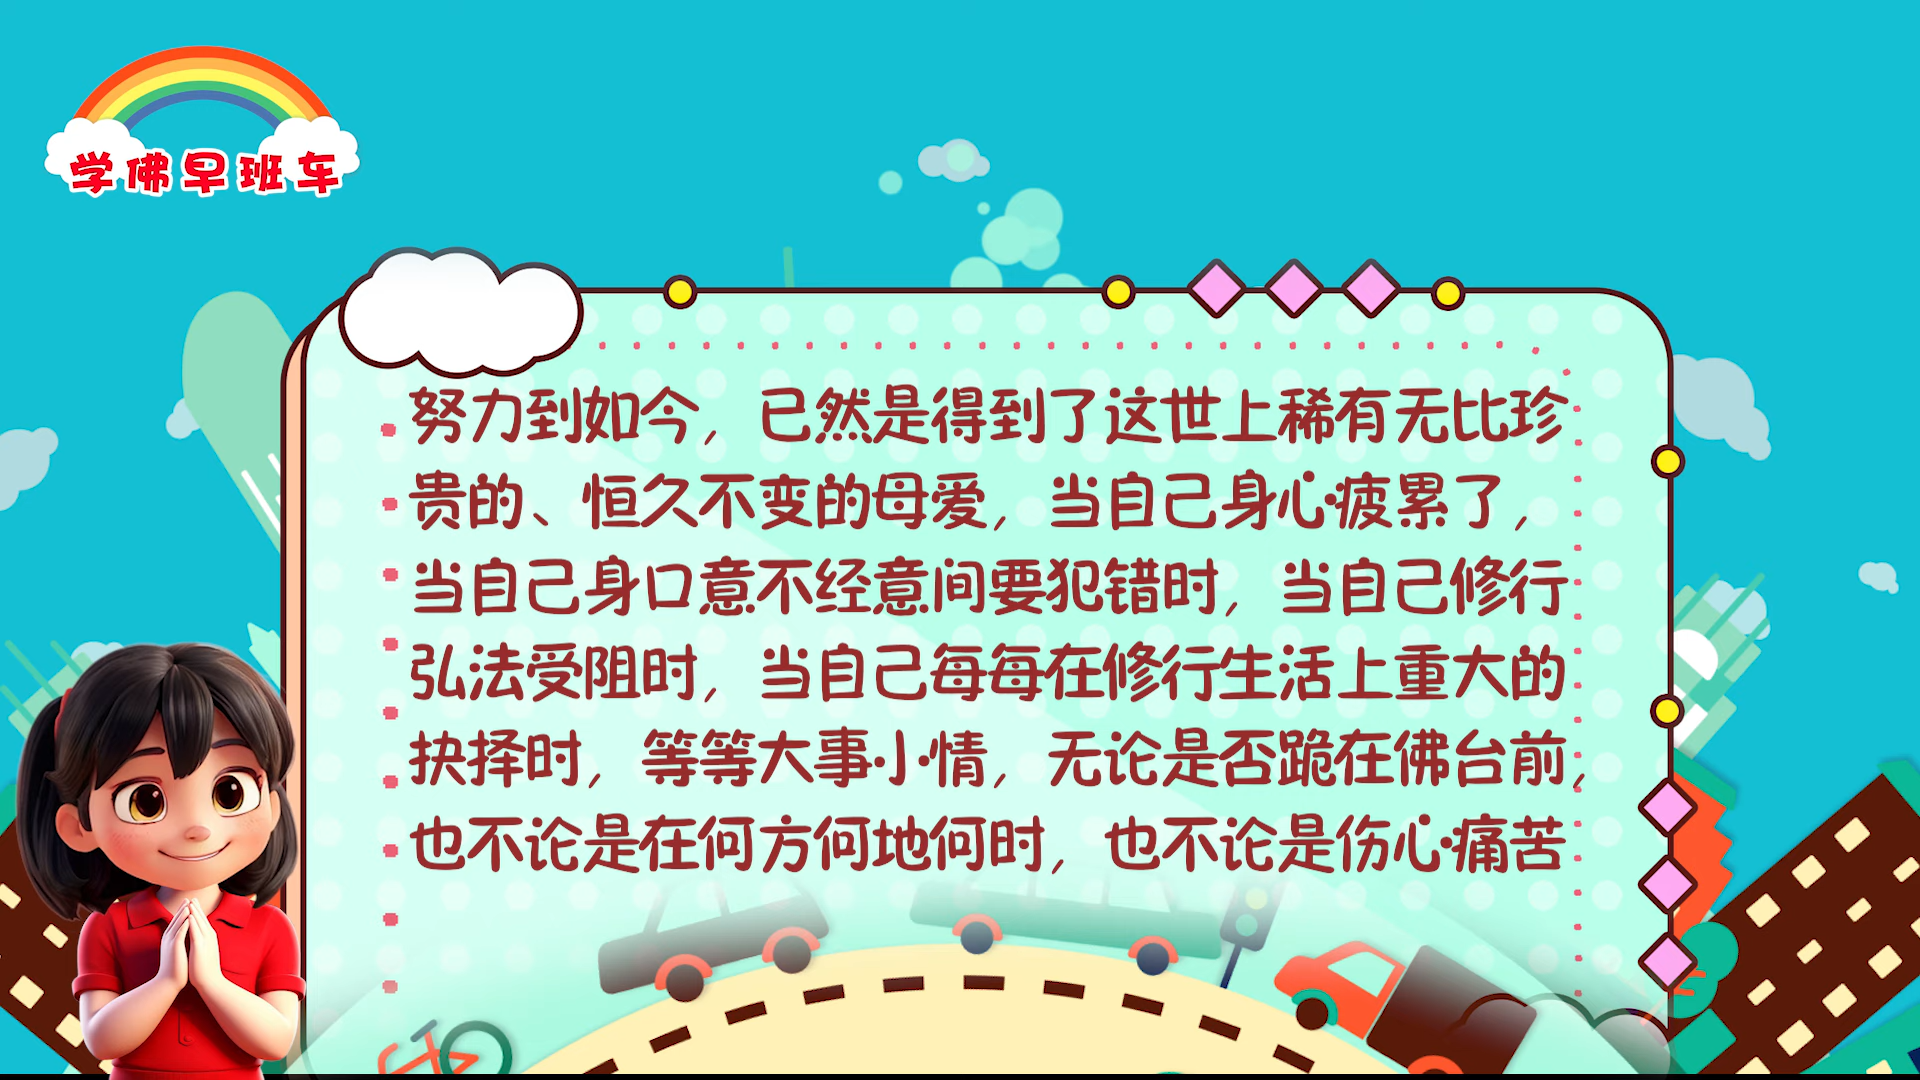 学佛早班车
努力到如今，已然是得到了这世上稀有无比珍
贵的、恒久不变的母爱，当自己身心疲累了，
当自己身口意不经意间要犯错时，当自己修行
弘法受阻时，当自己每每在修行生活上重大的
抉择时，等等大事小情，无论是否跪在佛台前，
也不论是在何方何地何时，也不论是伤心痛苦